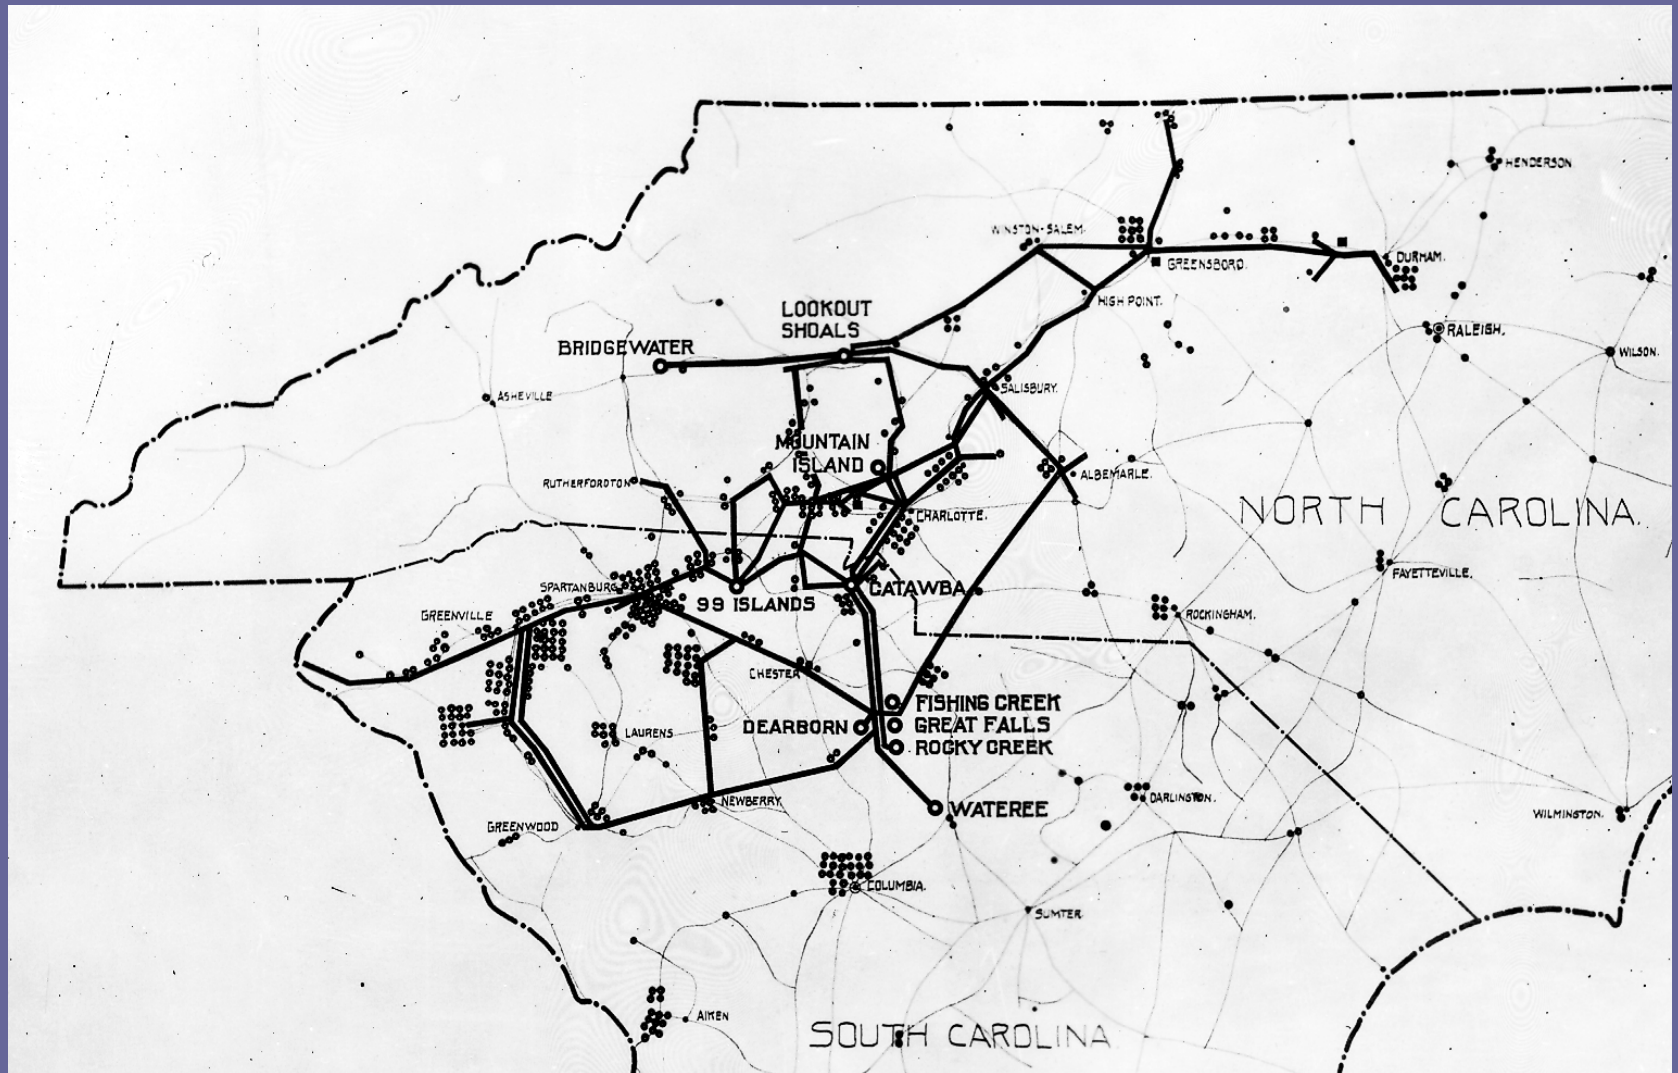 HENDERSON
WINSTON-SALEM.
GREENSBORO.
DURHAM.
HIGH POINT.
LOOKOUT
SHOALS
RALEIGH.
BRIDGEWATER
WILSON.
ASHEVILLE
SALISBURY.
MOUNTAIN
ISLAND
ALBEMARLE.
RUTHERFORDTON
CHARLOTTE.
NORTH CAROLINA.
FAYETTEVILLE.
SPARTANBURG
99 ISLANDS
CATAWBA.
GREENVILLE
ROCKINGHAM.
CHESTER
FISHING CREEK
DEARBORN
GREAT FALLS
LAURENS
ROCKY CREEK
NEWBERRY.
WATEREE
DARLINGTON.
WILMINGTON.
GREENWOOD
COLUMBIA.
SUMTER
AIKEN
SOUTH CAROLINA